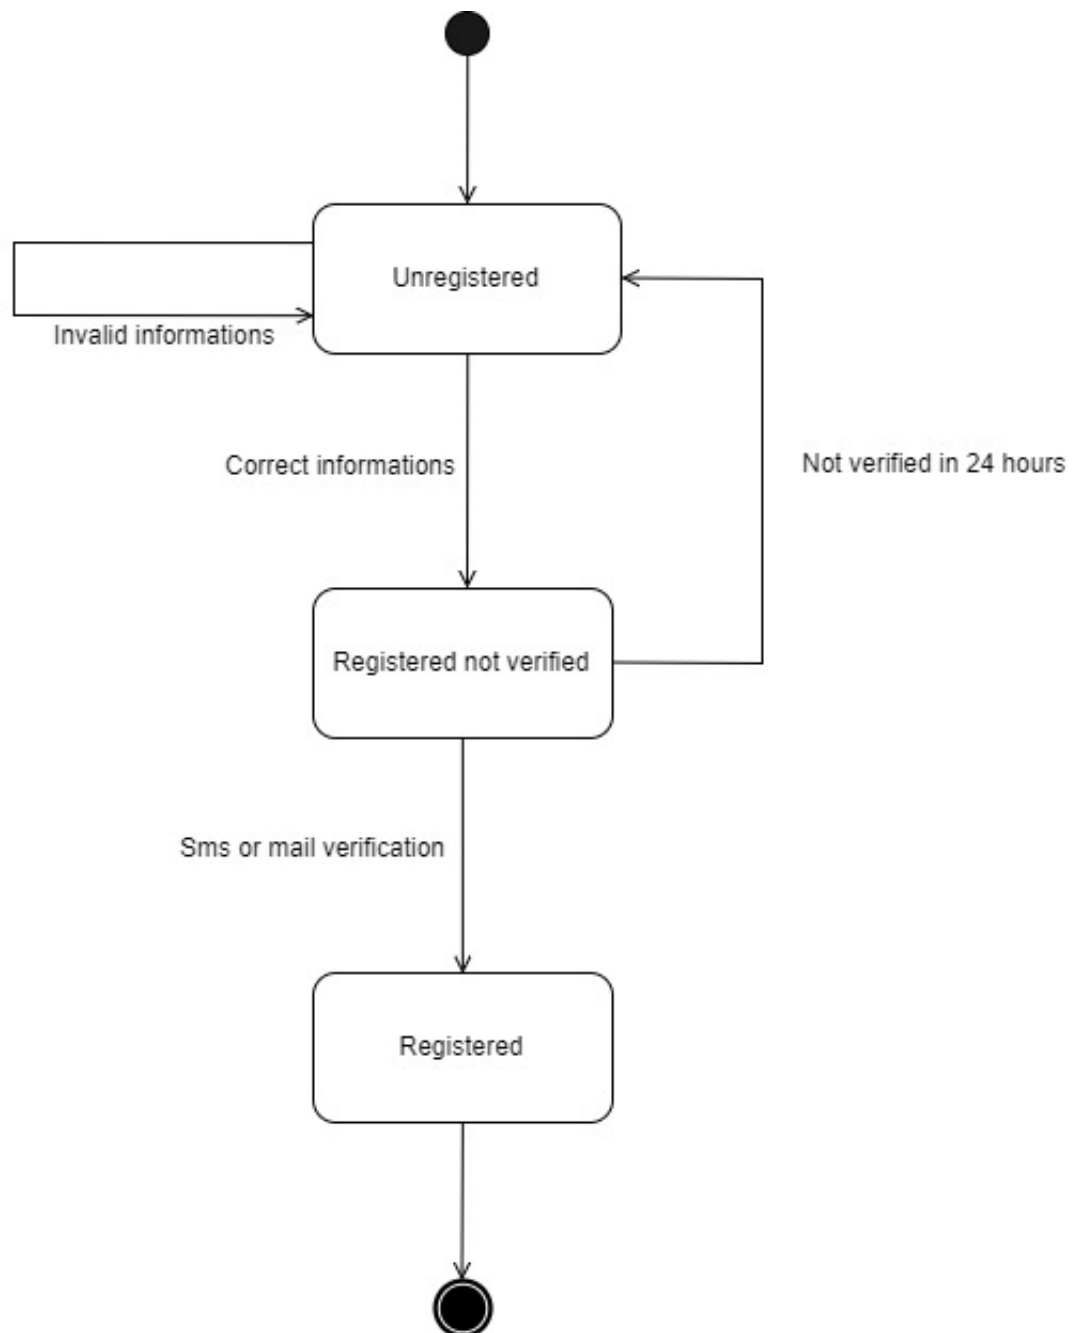 Unregistered
Invalid informations
Correct informations
Not verified in 24 hours
Registered not verified
Sms or mail verification
Registered